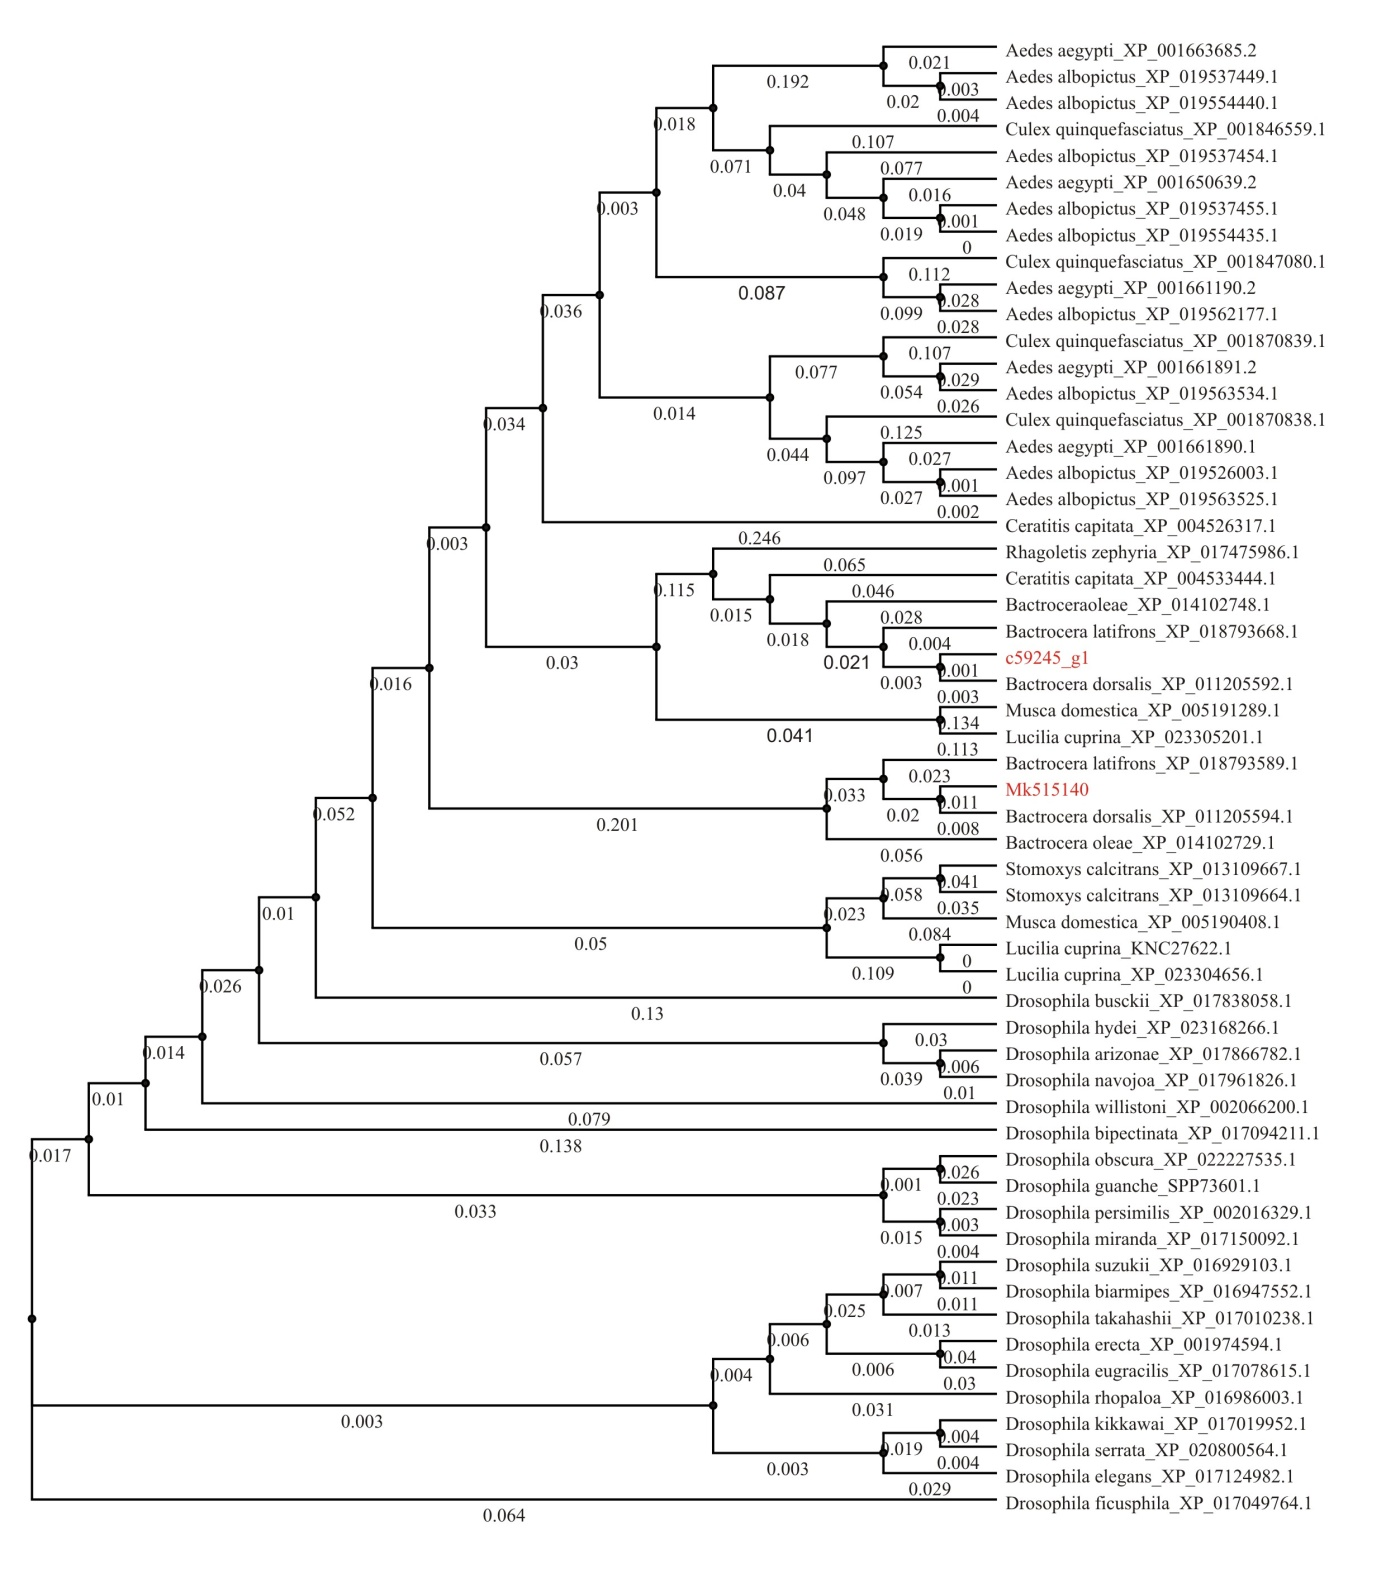 Aedes aegypti_XP_001663685.2
0.021
0.192
Aedes albopictus_XP_019537449.1
0.003
0.02
Aedes albopictus_XP_019554440.1
0.004
0.018
Culex quinquefasciatus_XP_001846559.1
0.107
0.071
Aedes albopictus_XP_019537454.1
0.077
0.04
Aedes aegypti_XP_001650639.2
0.016
0.048
Aedes albopictus_XP_019537455.1
0.001
0.003
0.019
Aedes albopictus_XP_019554435.1
0
Culex quinquefasciatus_XP_001847080.1
0.112
0.087
Aedes aegypti_XP_001661190.2
0.028
0.099
Aedes albopictus_XP_019562177.1
0.036
0.028
Culex quinquefasciatus_XP_001870839.1
0.107
0.077
Aedes aegypti_XP_001661891.2
0.029
0.054
Aedes albopictus_XP_019563534.1
0.026
0.014
Culex quinquefasciatus_XP_001870838.1
0.034
0.125
0.044
Aedes aegypti_XP_001661890.1
0.027
0.097
Aedes albopictus_XP_019526003.1
0.001
0.027
Aedes albopictus_XP_019563525.1
0.002
Ceratitis capitata_XP_004526317.1
0.246
0.003
Rhagoletis zephyria_XP_017475986.1
0.065
Ceratitis capitata_XP_004533444.1
0.115
0.046
Bactroceraoleae_XP_014102748.1
0.015
0.028
Bactrocera latifrons_XP_018793668.1
0.018
0.004
c59245_g1
0.03
0.021
0.001
Bactrocera dorsalis_XP_011205592.1
0.016
0.003
0.003
Musca domestica_XP_005191289.1
0.134
0.041
Lucilia cuprina_XP_023305201.1
0.113
Bactrocera latifrons_XP_018793589.1
0.023
Mk515140
0.033
0.011
0.02
Bactrocera dorsalis_XP_011205594.1
0.052
0.201
0.008
Bactrocera oleae_XP_014102729.1
0.056
Stomoxys calcitrans_XP_013109667.1
0.041
0.058
Stomoxys calcitrans_XP_013109664.1
0.035
0.01
0.023
Musca domestica_XP_005190408.1
0.084
0.05
Lucilia cuprina_KNC27622.1
0
0.109
Lucilia cuprina_XP_023304656.1
0.026
0
Drosophila busckii_XP_017838058.1
0.13
Drosophila hydei_XP_023168266.1
0.03
0.014
0.057
Drosophila arizonae_XP_017866782.1
0.006
0.039
Drosophila navojoa_XP_017961826.1
0.01
0.01
Drosophila willistoni_XP_002066200.1
0.079
Drosophila bipectinata_XP_017094211.1
0.138
0.017
Drosophila obscura_XP_022227535.1
0.026
0.001
Drosophila guanche_SPP73601.1
0.023
0.033
Drosophila persimilis_XP_002016329.1
0.003
0.015
Drosophila miranda_XP_017150092.1
0.004
Drosophila suzukii_XP_016929103.1
0.011
0.007
Drosophila biarmipes_XP_016947552.1
0.011
0.025
Drosophila takahashii_XP_017010238.1
0.013
0.006
Drosophila erecta_XP_001974594.1
0.04
0.006
Drosophila eugracilis_XP_017078615.1
0.004
0.03
Drosophila rhopaloa_XP_016986003.1
0.031
0.003
Drosophila kikkawai_XP_017019952.1
0.004
0.019
Drosophila serrata_XP_020800564.1
0.004
0.003
Drosophila elegans_XP_017124982.1
0.029
Drosophila ficusphila_XP_017049764.1
0.064